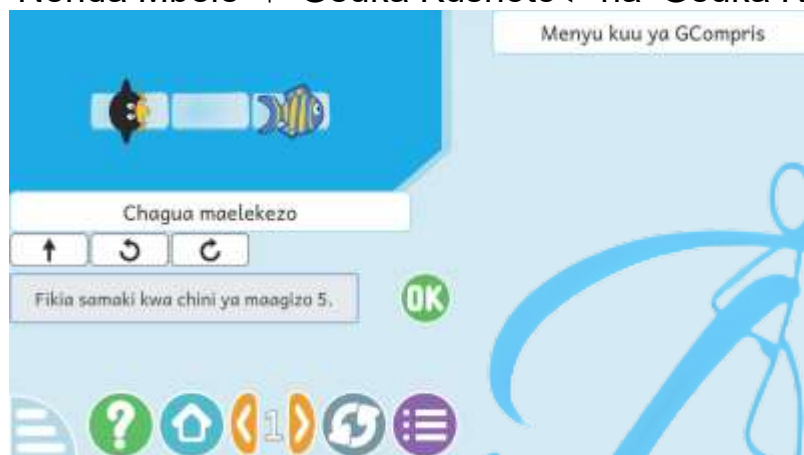 Menyu kuu ya GCompris
Chagua maelekezo
Fikia samaki kwa chini ya maagizo 5.
OK
1